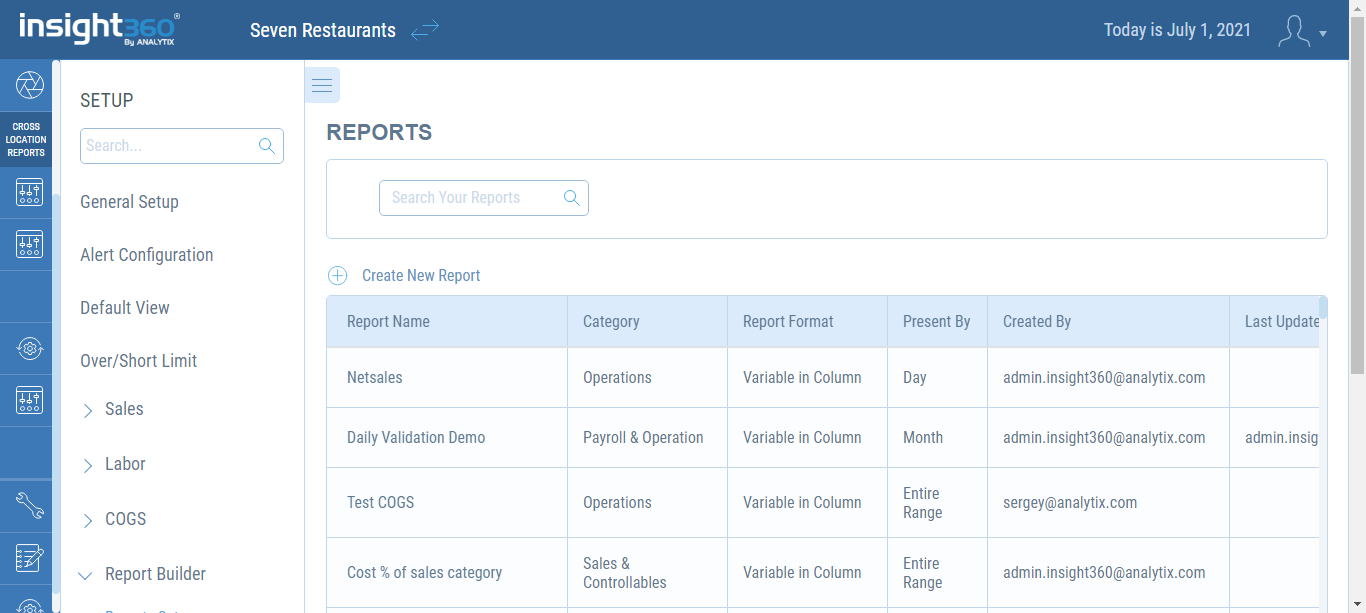 insight360®
By ANALYTIX
Seven Restaurants
Today is July 1, 2021
CROSS
LOCATION
REPORTS
SETUP
Search...
General Setup
Alert Configuration
Default View
Over/Short Limit
Sales
Labor
COGS
Report Builder
REPORTS
Search Your Reports
Create New Report
Report Name Category Report Format Present By Created By Last Update
Netsales Operations Variable in Column Day admin.insight360@analytix.com
Daily Validation Demo Payroll & Operation Variable in Column Month admin.insight360@analytix.com admin.insig
Test COGS Operations Variable in Column Entire Range sergey@analytix.com
Cost % of sales category Sales & Controllables Variable in Column Entire Range admin.insight360@analytix.com